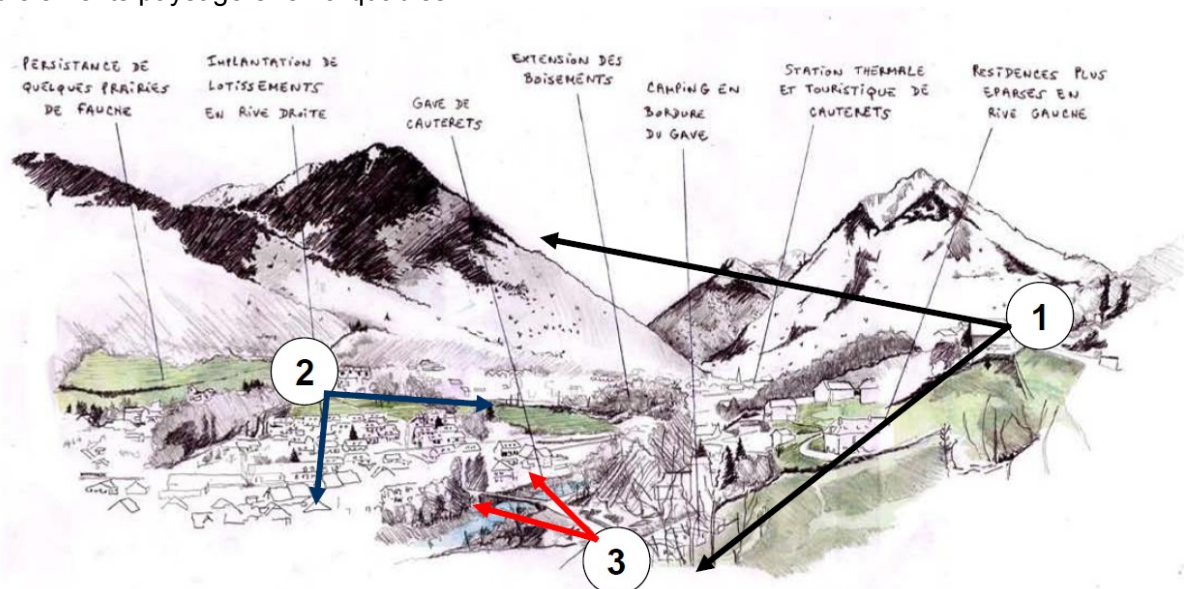 PERSISTANCE DE
QUELQUES PRAIRIES
DE FAUCHE
IMPLANTATION DE
LOTISSEMENTS
EN RIVE DROITE
GAVE DE
CAUTERETS
EXTENSION DES
BOISEMENTS
CAMPING EN
BORDURE
DU GAVE
STATION THERMALE
ET TOURISTIQUE DE
CAUTERETS
RESIDENCES PLUS
EPARSES EN
RIVE GAUCHE
1
2
3